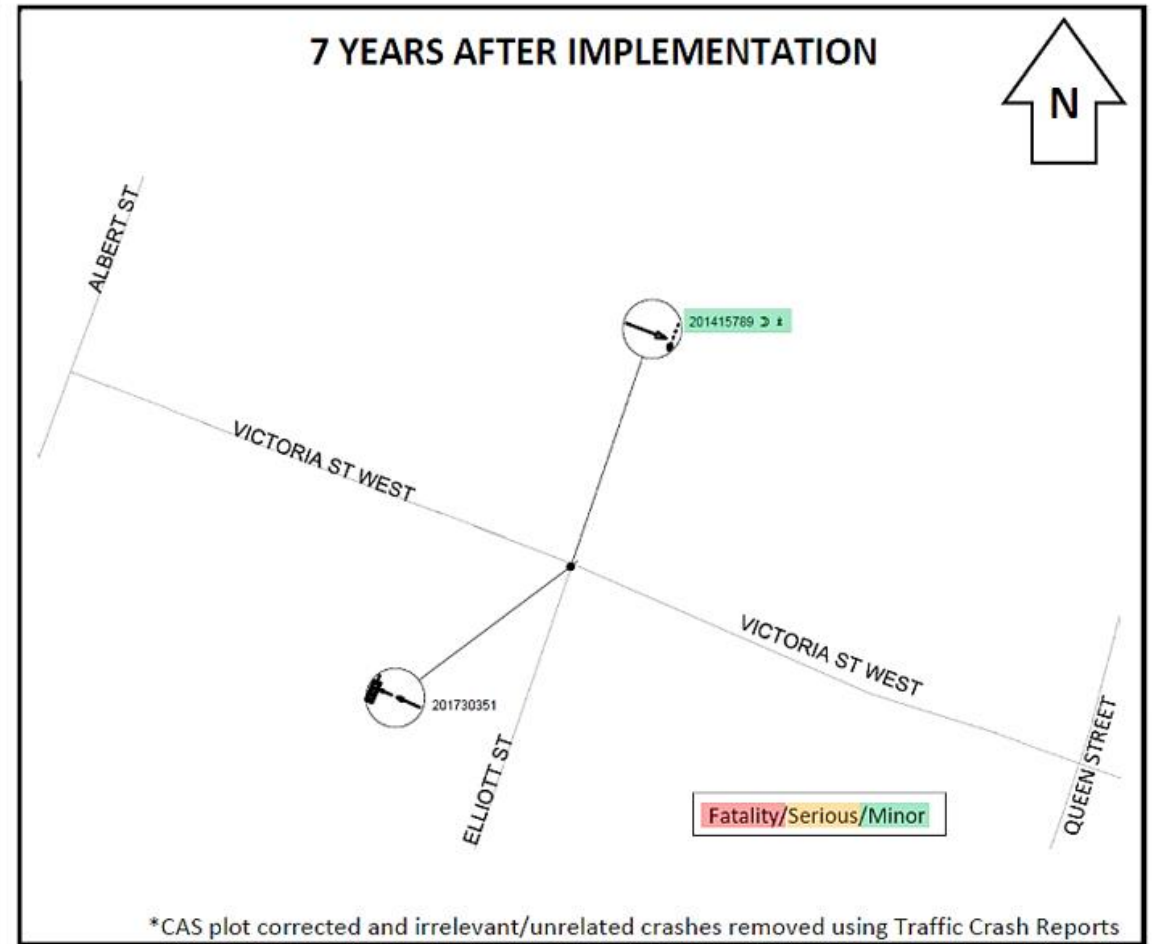 7 YEARS AFTER IMPLEMENTATION
N
ALBERT ST
201415789
VICTORIA ST WEST
VICTORIA ST WEST
201730351
ELLIOTT ST
QUEEN STREET
Fatality/Serious/Minor
*CAS plot corrected and irrelevant/unrelated crashes removed using Traffic Crash Reports